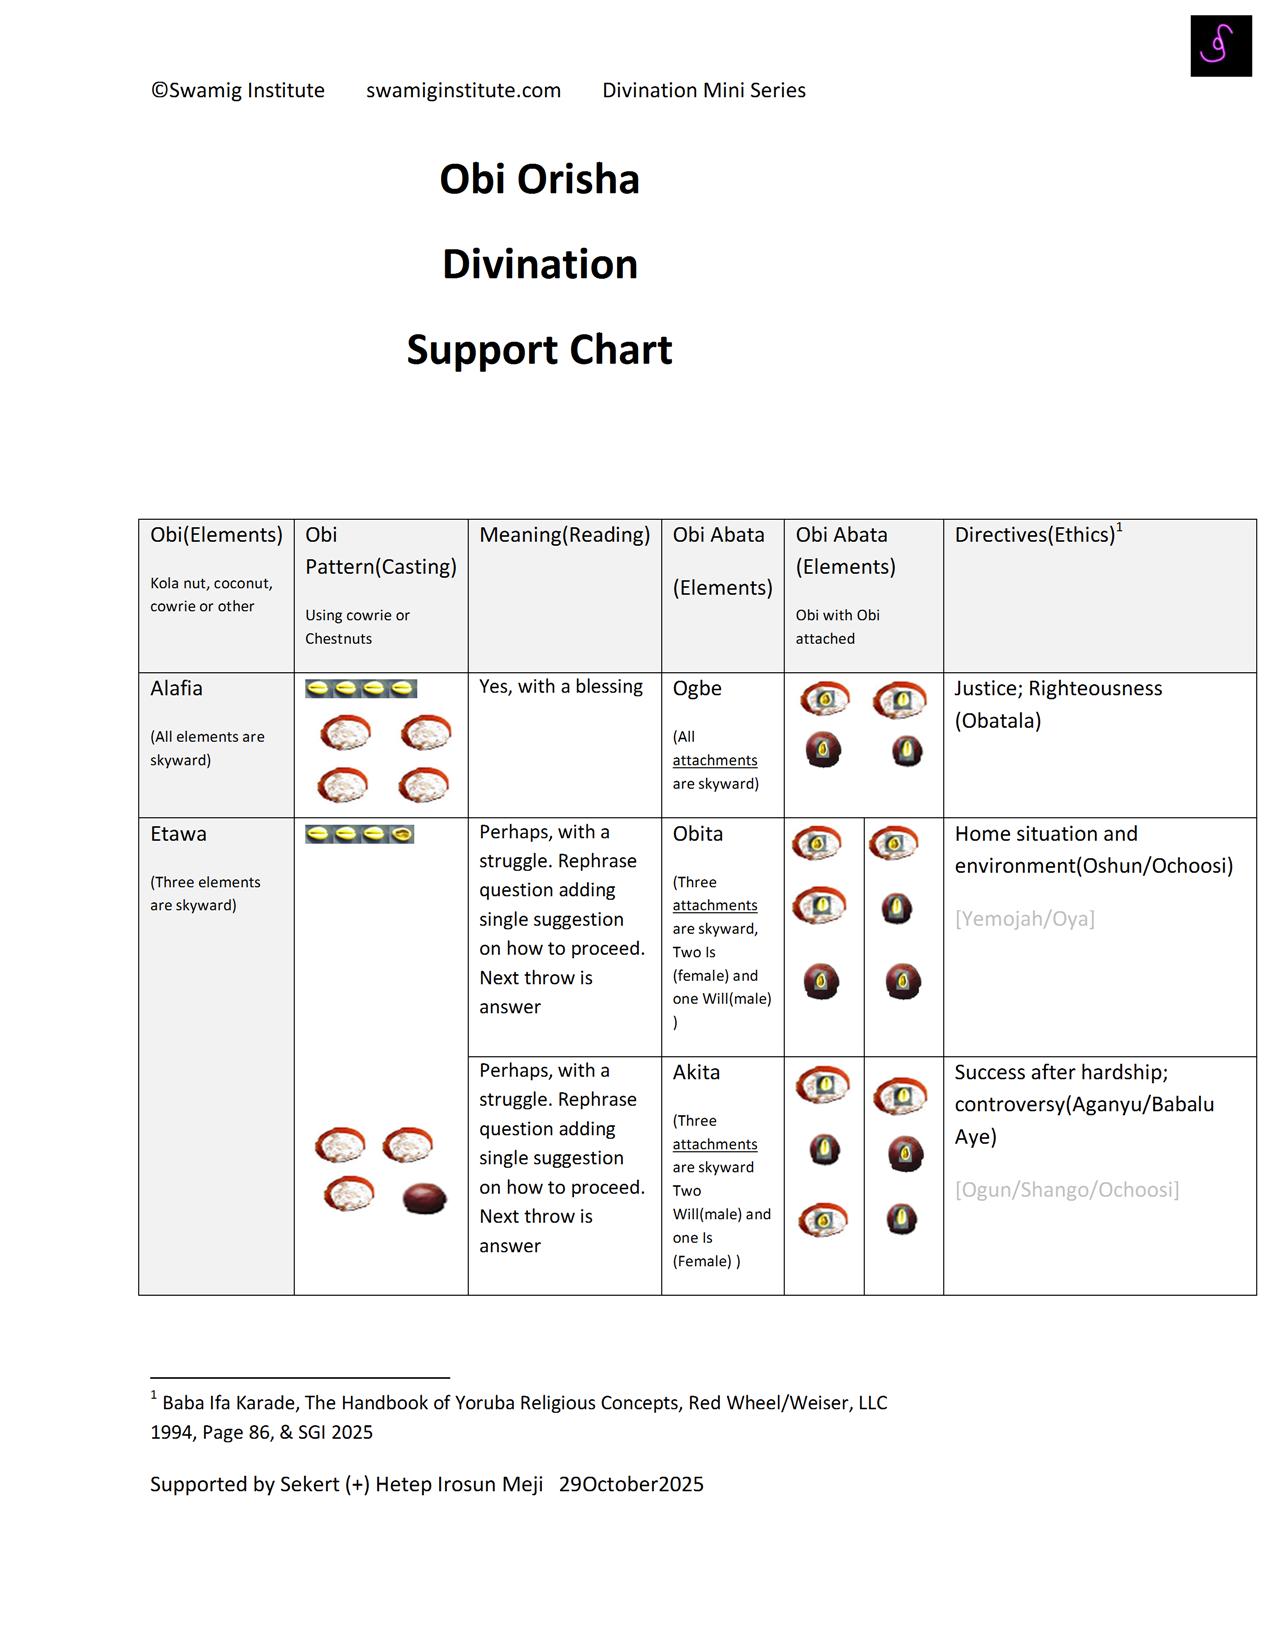 ©Swamig Institute swamiginstitute.com Divination Mini Series
Obi Orisha
Divination
Support Chart
Obi(Elements)
Kola nut, coconut,
cowrie or other
Obi
Pattern(Casting)
Using cowrie or
Chestnuts
Meaning(Reading)
Obi Abata
(Elements)
Obi Abata
(Elements)
Obi with Obi
attached
Directives(Ethics)1
Alafia
(All elements are
skyward)
Yes, with a blessing
Ogbe
(All
attachments
are skyward)
Justice; Righteousness
(Obatala)
Etawa
(Three elements
are skyward)
Perhaps, with a
struggle. Rephrase
question adding
single suggestion
on how to proceed.
Next throw is
answer
Obita
(Three
attachments
are skyward,
Two Is
(female) and
one Will(male)
)
Home situation and
environment(Oshun/Ochoosi)
[Yemojah/Oya]
Perhaps, with a
struggle. Rephrase
question adding
single suggestion
on how to proceed.
Next throw is
answer
Akita
(Three
attachments
are skyward
Two
Will(male) and
one Is
(Female) )
Success after hardship;
controversy(Aganyu/Babalu
Aye)
[Ogun/Shango/Ochoosi]
1 Baba Ifa Karade, The Handbook of Yoruba Religious Concepts, Red Wheel/Weiser, LLC
1994, Page 86, & SGI 2025
Supported by Sekert (+) Hetep Irosun Meji 29October2025